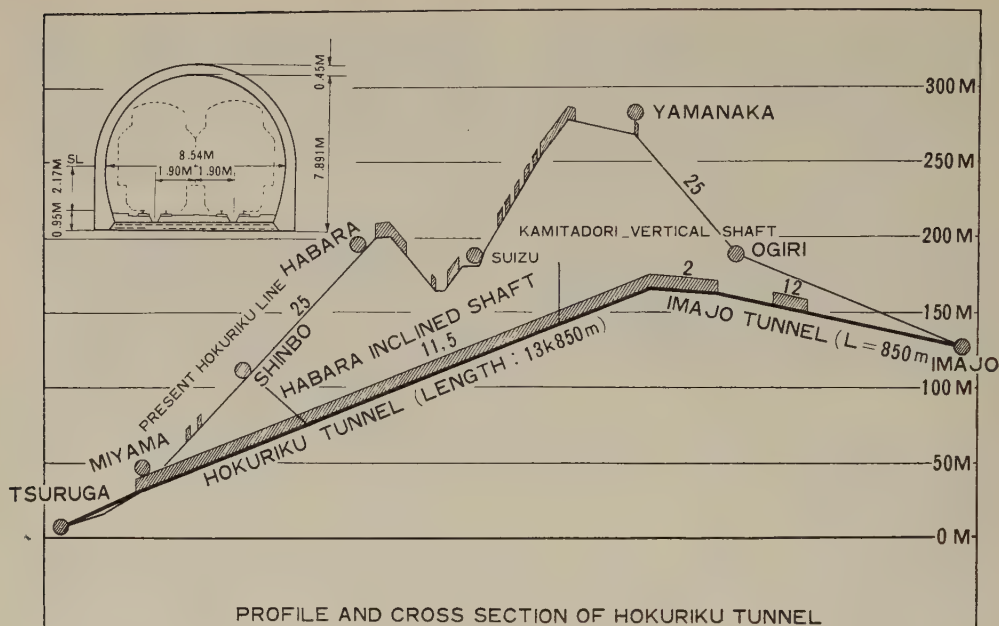 0.45M
7.891M
8.54M
1.90M 1.90M
SL
2.17M
0.95M
300M
YAMANAKA
250M
25
KAMITADORI VERTICAL SHAFT
200M
OGIRI
SUIZU
HABARA
PRESENT HOKURIKU LINE
25
SHINBO
HABARA INCLINED SHAFT
11,5
HOKURIKU TUNNEL (LENGTH : 13k850m)
2
12
150M
IMAJO TUNNEL (L=850m
IMAJO
100M
MIYAMA
50M
TSURUGA
0 M
PROFILE AND CROSS SECTION OF HOKURIKU TUNNEL